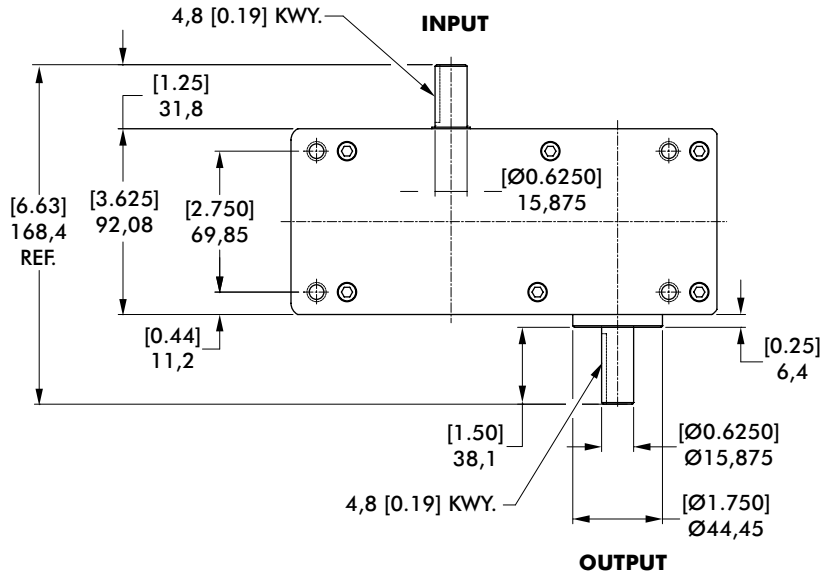 4,8 [0.19] KWY.
INPUT
[1.25]
31,8
[6.63]
168,4
REF.
[3.625]
92,08
[2.750]
69,85
[Ø0.6250]
15,875
[0.44]
11,2
[0.25]
6,4
[1.50]
38,1
[Ø0.6250]
Ø15,875
4,8 [0.19] KWY.
[Ø1.750]
Ø44,45
OUTPUT